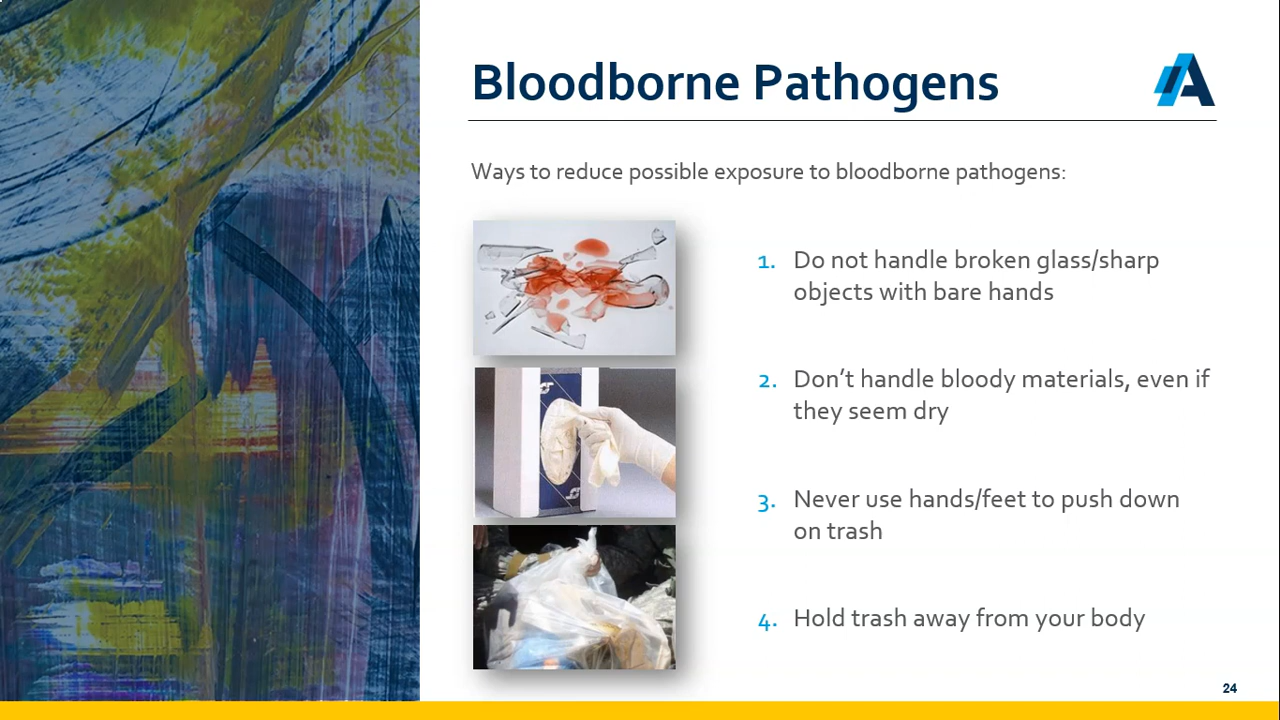 Bloodborne Pathogens
Ways to reduce possible exposure to bloodborne pathogens:
1. Do not handle broken glass/sharp
objects with bare hands
2. Don’t handle bloody materials, even if
they seem dry
3. Never use hands/feet to push down
on trash
4. Hold trash away from your body
24